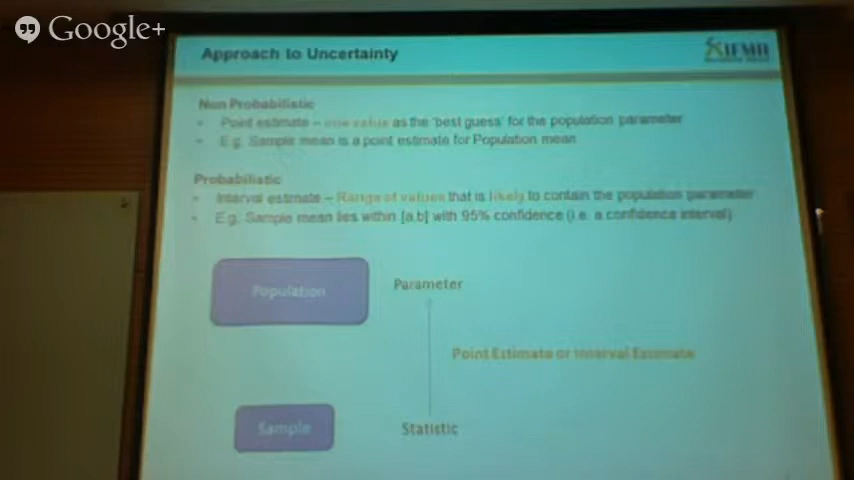 Google+
Approach to Uncertainty
IFMR
Non Probabilistic
• Point estimate – one value as the 'best guess' for the population parameter
• E.g. Sample mean is a point estimate for Population mean
Probabilistic
• Interval estimate – Range of values that is likely to contain the population parameter
• E.g. Sample mean lies within [a,b] with 95% confidence (i.e. a confidence interval)
Population
Parameter
Point Estimate or Interval Estimate
Sample
Statistic